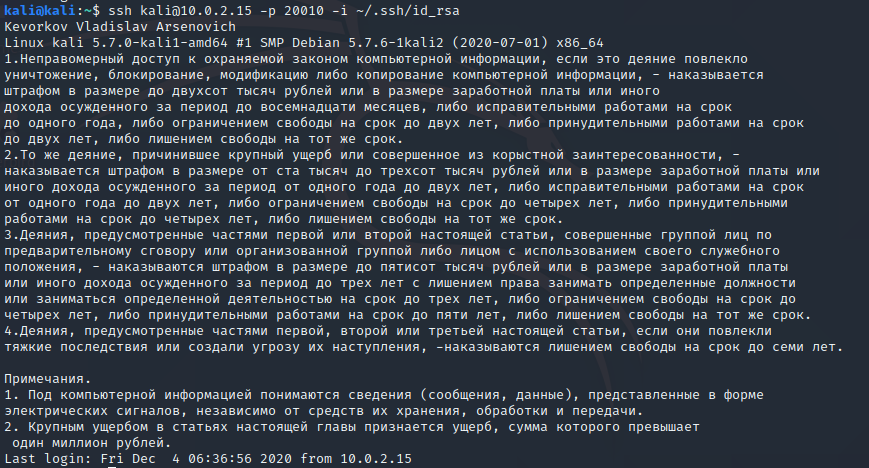 kali@kali:~$ ssh kali@10.0.2.15 -p 20010 -i ~/.ssh/id_rsa
Kevorkov Vladislav Arsenovich
Linux kali 5.7.0-kali1-amd64 #1 SMP Debian 5.7.6-1kali2 (2020-07-01) x86_64
1.Неправомерный доступ к охраняемой законом компьютерной информации, если это деяние повлекло
уничтожение, блокирование, модификацию либо копирование компьютерной информации, - наказывается
штрафом в размере до двухсот тысяч рублей или в размере заработной платы или иного
дохода осужденного за период до восемнадцати месяцев, либо исправительными работами на срок
до одного года, либо ограничением свободы на срок до двух лет, либо принудительными работами на срок
до двух лет, либо лишением свободы на тот же срок.
2.То же деяние, причинившее крупный ущерб или совершенное из корыстной заинтересованности, -
наказывается штрафом в размере от ста тысяч до трехсот тысяч рублей или в размере заработной платы или
иного дохода осужденного за период от одного года до двух лет, либо исправительными работами на срок
от одного года до двух лет, либо ограничением свободы на срок до четырех лет, либо принудительными
работами на срок до четырех лет, либо лишением свободы на тот же срок.
3.Деяния, предусмотренные частями первой или второй настоящей статьи, совершенные группой лиц по
предварительному сговору или организованной группой либо лицом с использованием своего служебного
положения, - наказываются штрафом в размере до пятисот тысяч рублей или в размере заработной платы
или иного дохода осужденного за период до трех лет с лишением права занимать определенные должности
или заниматься определенной деятельностью на срок до трех лет, либо ограничением свободы на срок до
четырех лет, либо принудительными работами на срок до пяти лет, либо лишением свободы на тот же срок.
4.Деяния, предусмотренные частями первой, второй или третьей настоящей статьи, если они повлекли
тяжкие последствия или создали угрозу их наступления, -наказываются лишением свободы на срок до семи лет.
Примечания.
1. Под компьютерной информацией понимаются сведения (сообщения, данные), представленные в форме
электрических сигналов, независимо от средств их хранения, обработки и передачи.
2. Крупным ущербом в статьях настоящей главы признается ущерб, сумма которого превышает
один миллион рублей.
Last login: Fri Dec  4 06:36:56 2020 from 10.0.2.15